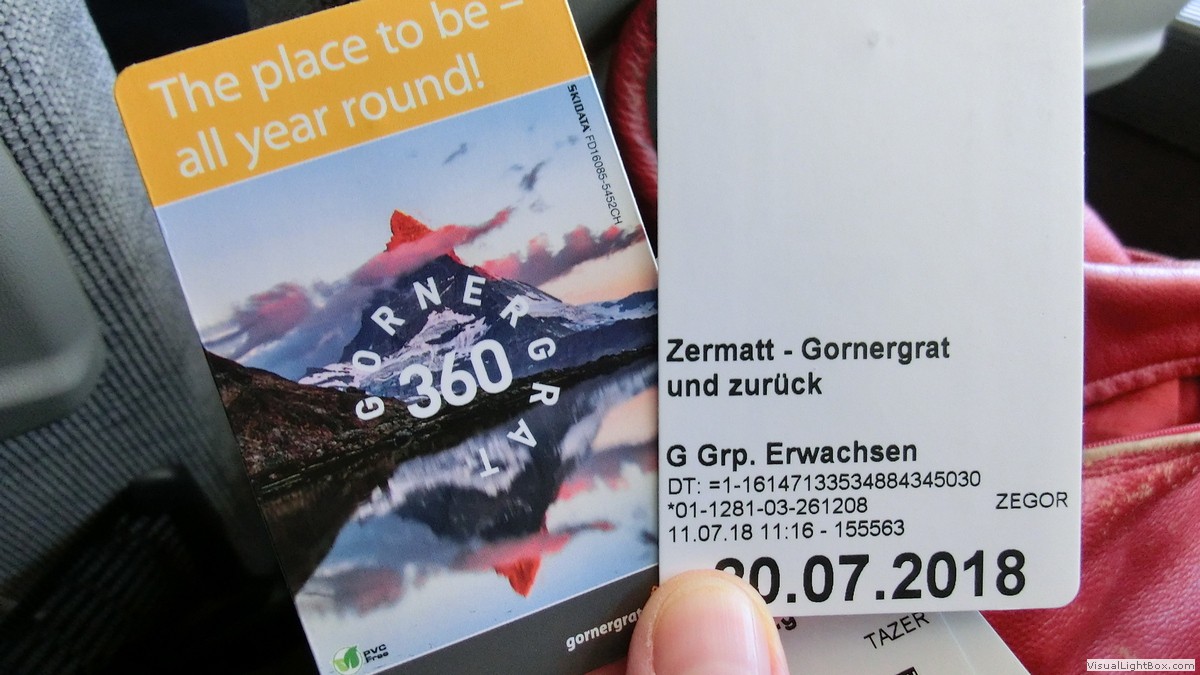 The place to be –
all year round!
SKIDATA FD16085-5452CH
GORNERGRAT
360
PVC
Free
gornergrat
Zermatt - Gornergrat
und zurück
G Grp. Erwachsen
DT: =1-16147133534884345030
*01-1281-03-261208
ZEGOR
11.07.18 11:16 - 155563
20.07.2018
TAZER
VisualLightBox.com